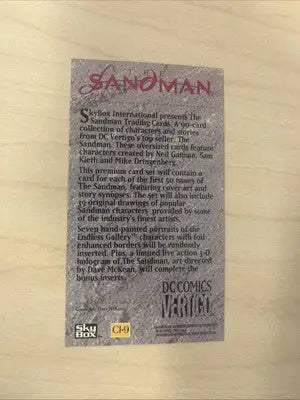 SANDMAN
SkyBox International presents The
Sandman Trading Cards. A 90-card
collection of characters and stories
from DC Vertigo's top seller, The
Sandman. These oversized cards feature
characters created by Neil Gaiman, Sam
Kieth and Mike Dringenberg.
This premium card set will contain a
card for each of the first 50 issues of
The Sandman, featuring cover art and
story synopses. The set will also include
39 original drawings of popular
Sandman characters provided by some
of the industry's finest artists.
Seven hand-painted portraits of the
Endless Gallery™ characters with foil
enhanced borders will be randomly
inserted. Plus, a limited 3-D
hologram of The Sandman, art directed
by Dave McKean, will complete the
bonus inserts.
DC COMICS
VERTIGO
SKY
BOX
C1-9